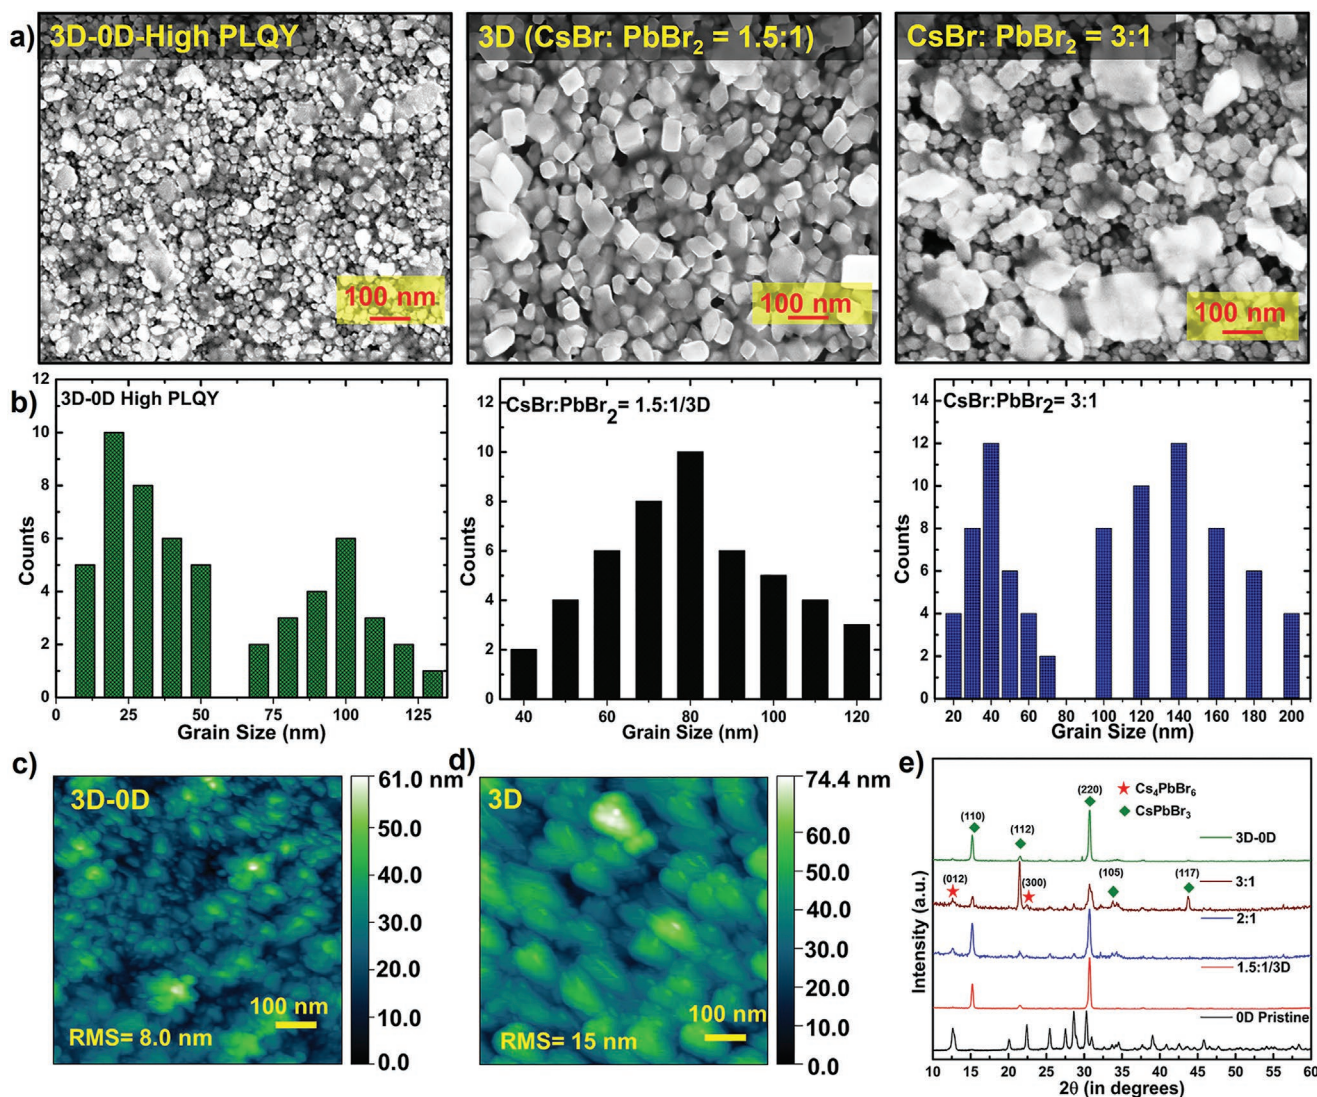 a)
3D-0D-High PLQY
3D (CsBr: PbBr2 = 1.5:1)
CsBr: PbBr2 = 3:1
100 nm
100 nm
100 nm
b)
3D-0D High PLQY
Counts
12
10
8
6
4
2
0
0 25 50 75 100 125
Grain Size (nm)
CsBr:PbBr2= 1.5:1/3D
Counts
12
10
8
6
4
2
0
40 60 80 100 120
Grain Size (nm)
CsBr:PbBr2= 3:1
Counts
14
12
10
8
6
4
2
0
20 40 60 80 100 120 140 160 180 200
Grain Size (nm)
c)
3D-0D
RMS= 8.0 nm
100 nm
61.0 nm
50.0
40.0
30.0
20.0
10.0
0.0
d)
3D
RMS= 15 nm
100 nm
74.4 nm
60.0
50.0
40.0
30.0
20.0
10.0
0.0
e)
Cs4PbBr6
CsPbBr3
(220)
(110)
(112)
3D-0D
(012)
(300)
(105)
(117)
3:1
2:1
1.5:1/3D
0D Pristine
Intensity (a.u.)
10 15 20 25 30 35 40 45 50 55 60
2θ (in degrees)